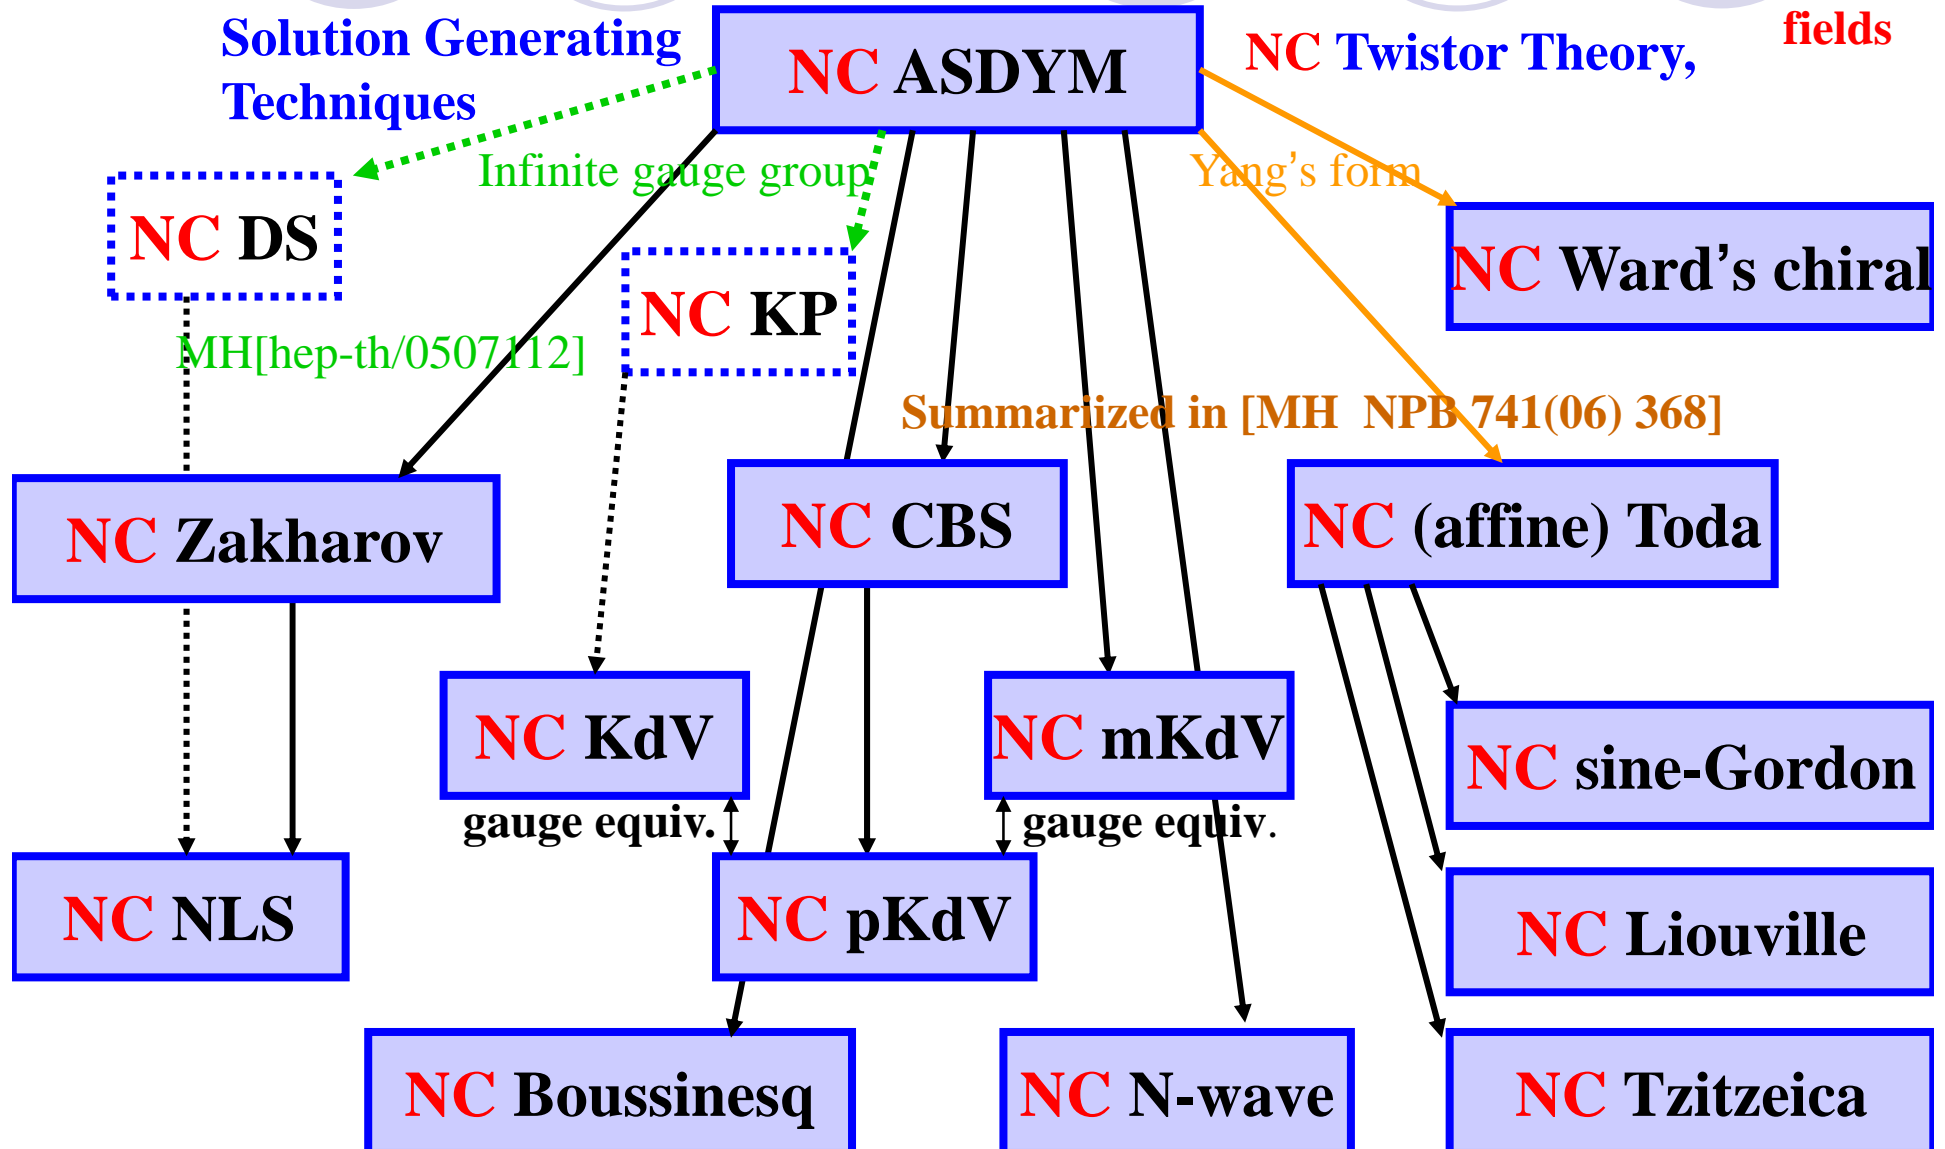 fields
Solution Generating
Techniques
NC ASDYM
NC Twistor Theory,
Infinite gauge group
Yang’s form
NC DS
NC Ward’s chiral
NC KP
MH[hep-th/0507112]
Summariized in [MH NPB 741(06) 368]
NC Zakharov
NC CBS
NC (affine) Toda
NC KdV
NC mKdV
NC sine-Gordon
gauge equiv.
gauge equiv.
NC NLS
NC pKdV
NC Liouville
NC Boussinesq
NC N-wave
NC Tzitzeica